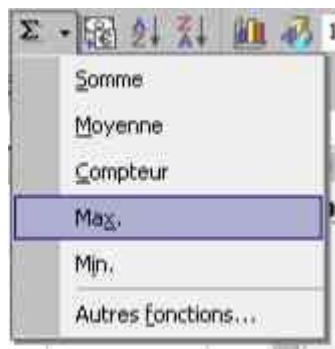 Σ
Somme
Moyenne
Compteur
Max.
Min.
Autres fonctions...